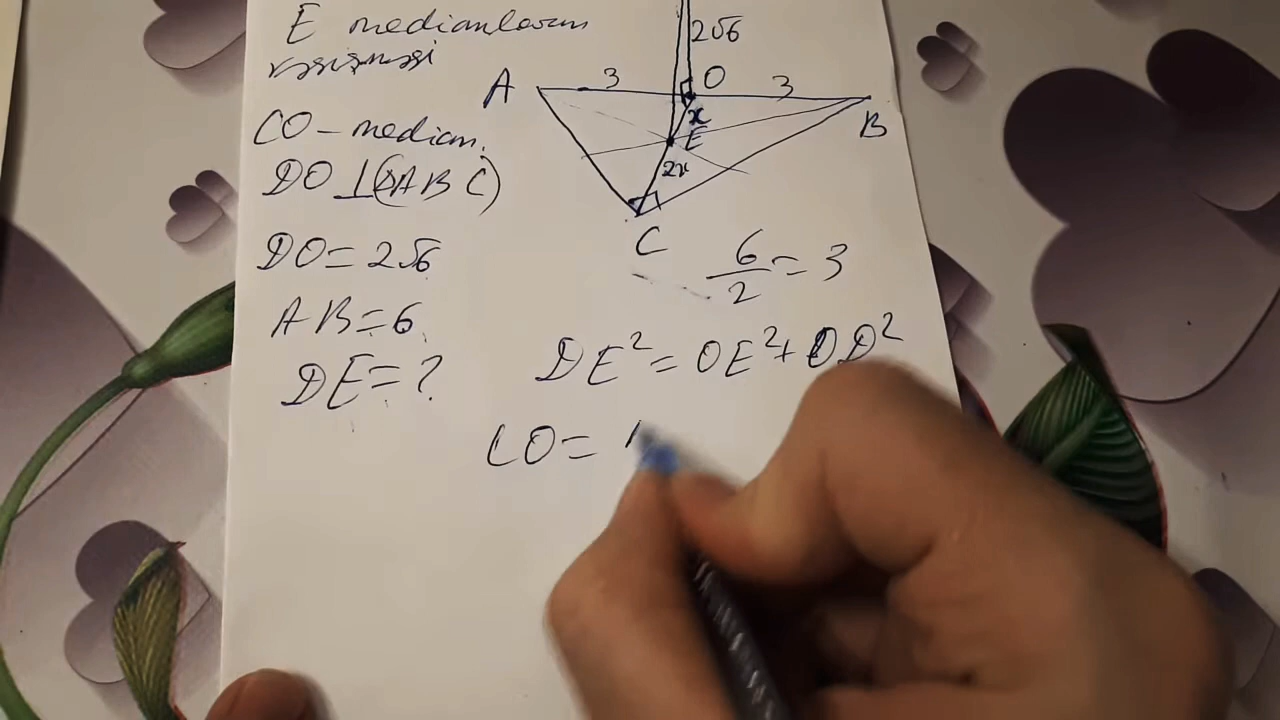 E medianların
kəsişməsi
CO - median.
DO ⊥ (ΔABC)
DO = 2√6
AB = 6
DE = ?
2√6
A 3 O 3 B
x
E
2x
C
6/2 = 3
DE² = OE² + OD²
CO =